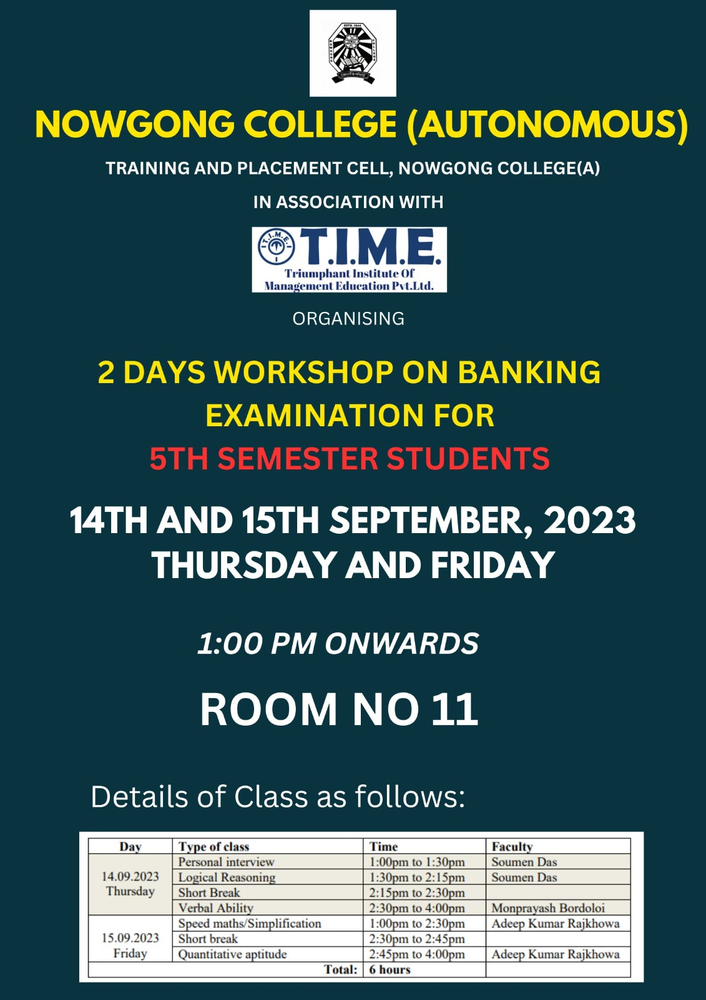 ESTD. 1944
NOWGONG
COLLEGE
NOWGONG COLLEGE (AUTONOMOUS)
TRAINING AND PLACEMENT CELL, NOWGONG COLLEGE(A)
IN ASSOCIATION WITH
T.I.M.E.
T.I.M.E.
Triumphant Institute Of
Management Education Pvt.Ltd.
ORGANISING
2 DAYS WORKSHOP ON BANKING
EXAMINATION FOR
5TH SEMESTER STUDENTS
14TH AND 15TH SEPTEMBER, 2023
THURSDAY AND FRIDAY
1:00 PM ONWARDS
ROOM NO 11
Details of Class as follows:
Day Type of class Time Faculty
14.09.2023 Thursday Personal interview 1:00pm to 1:30pm Soumen Das
Logical Reasoning 1:30pm to 2:15pm Soumen Das
Short Break 2:15pm to 2:30pm
Verbal Ability 2:30pm to 4:00pm Monprayash Bordoloi
15.09.2023 Friday Speed maths/Simplification 1:00pm to 2:30pm Adeep Kumar Rajkhowa
Short break 2:30pm to 2:45pm
Quantitative aptitude 2:45pm to 4:00pm Adeep Kumar Rajkhowa
Total: 6 hours